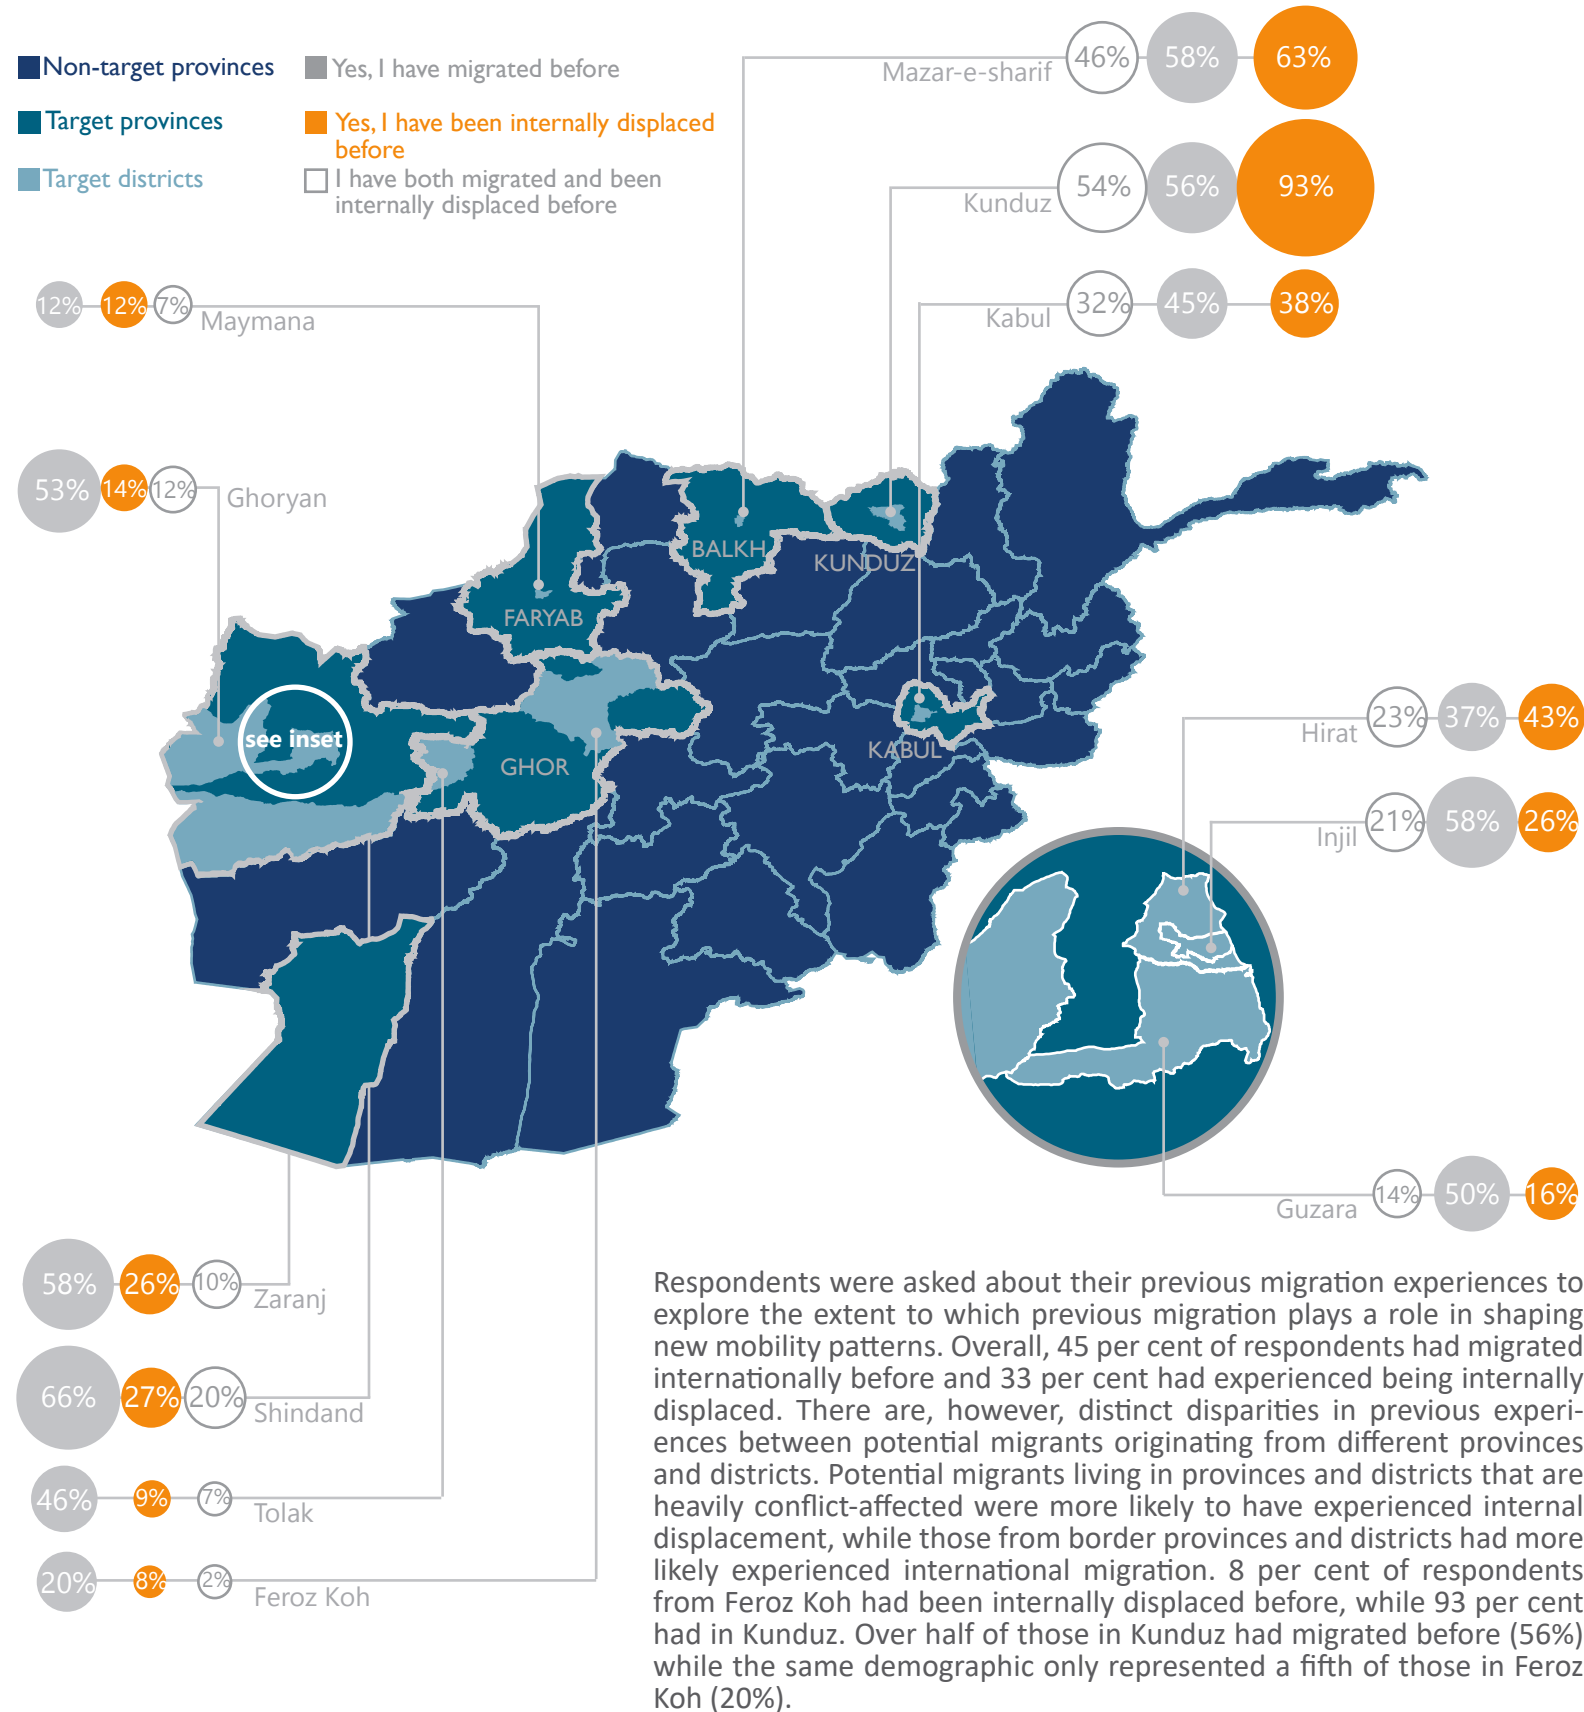 Non-target provinces
Yes, I have migrated before
Target provinces
Yes, I have been internally displaced
before
Target districts
I have both migrated and been
internally displaced before
Mazar-e-sharif 46% 58% 63%
Kunduz 54% 56% 93%
Kabul 32% 45% 38%
12% 12% 7% Maymana
53% 14% 12% Ghoryan
BALKH
KUNDUZ
FARYAB
see inset
GHOR
KABUL
Hirat 23% 37% 43%
Injil 21% 58% 26%
Guzara 14% 50% 16%
58% 26% 10% Zaranj
66% 27% 20% Shindand
46% 9% 7% Tolak
20% 8% 2% Feroz Koh
Respondents were asked about their previous migration experiences to
explore the extent to which previous migration plays a role in shaping
new mobility patterns. Overall, 45 per cent of respondents had migrated
internationally before and 33 per cent had experienced being internally
displaced. There are, however, distinct disparities in previous experi-
ences between potential migrants originating from different provinces
and districts. Potential migrants living in provinces and districts that are
heavily conflict-affected were more likely to have experienced internal
displacement, while those from border provinces and districts had more
likely experienced international migration. 8 per cent of respondents
from Feroz Koh had been internally displaced before, while 93 per cent
had in Kunduz. Over half of those in Kunduz had migrated before (56%)
while the same demographic only represented a fifth of those in Feroz
Koh (20%).